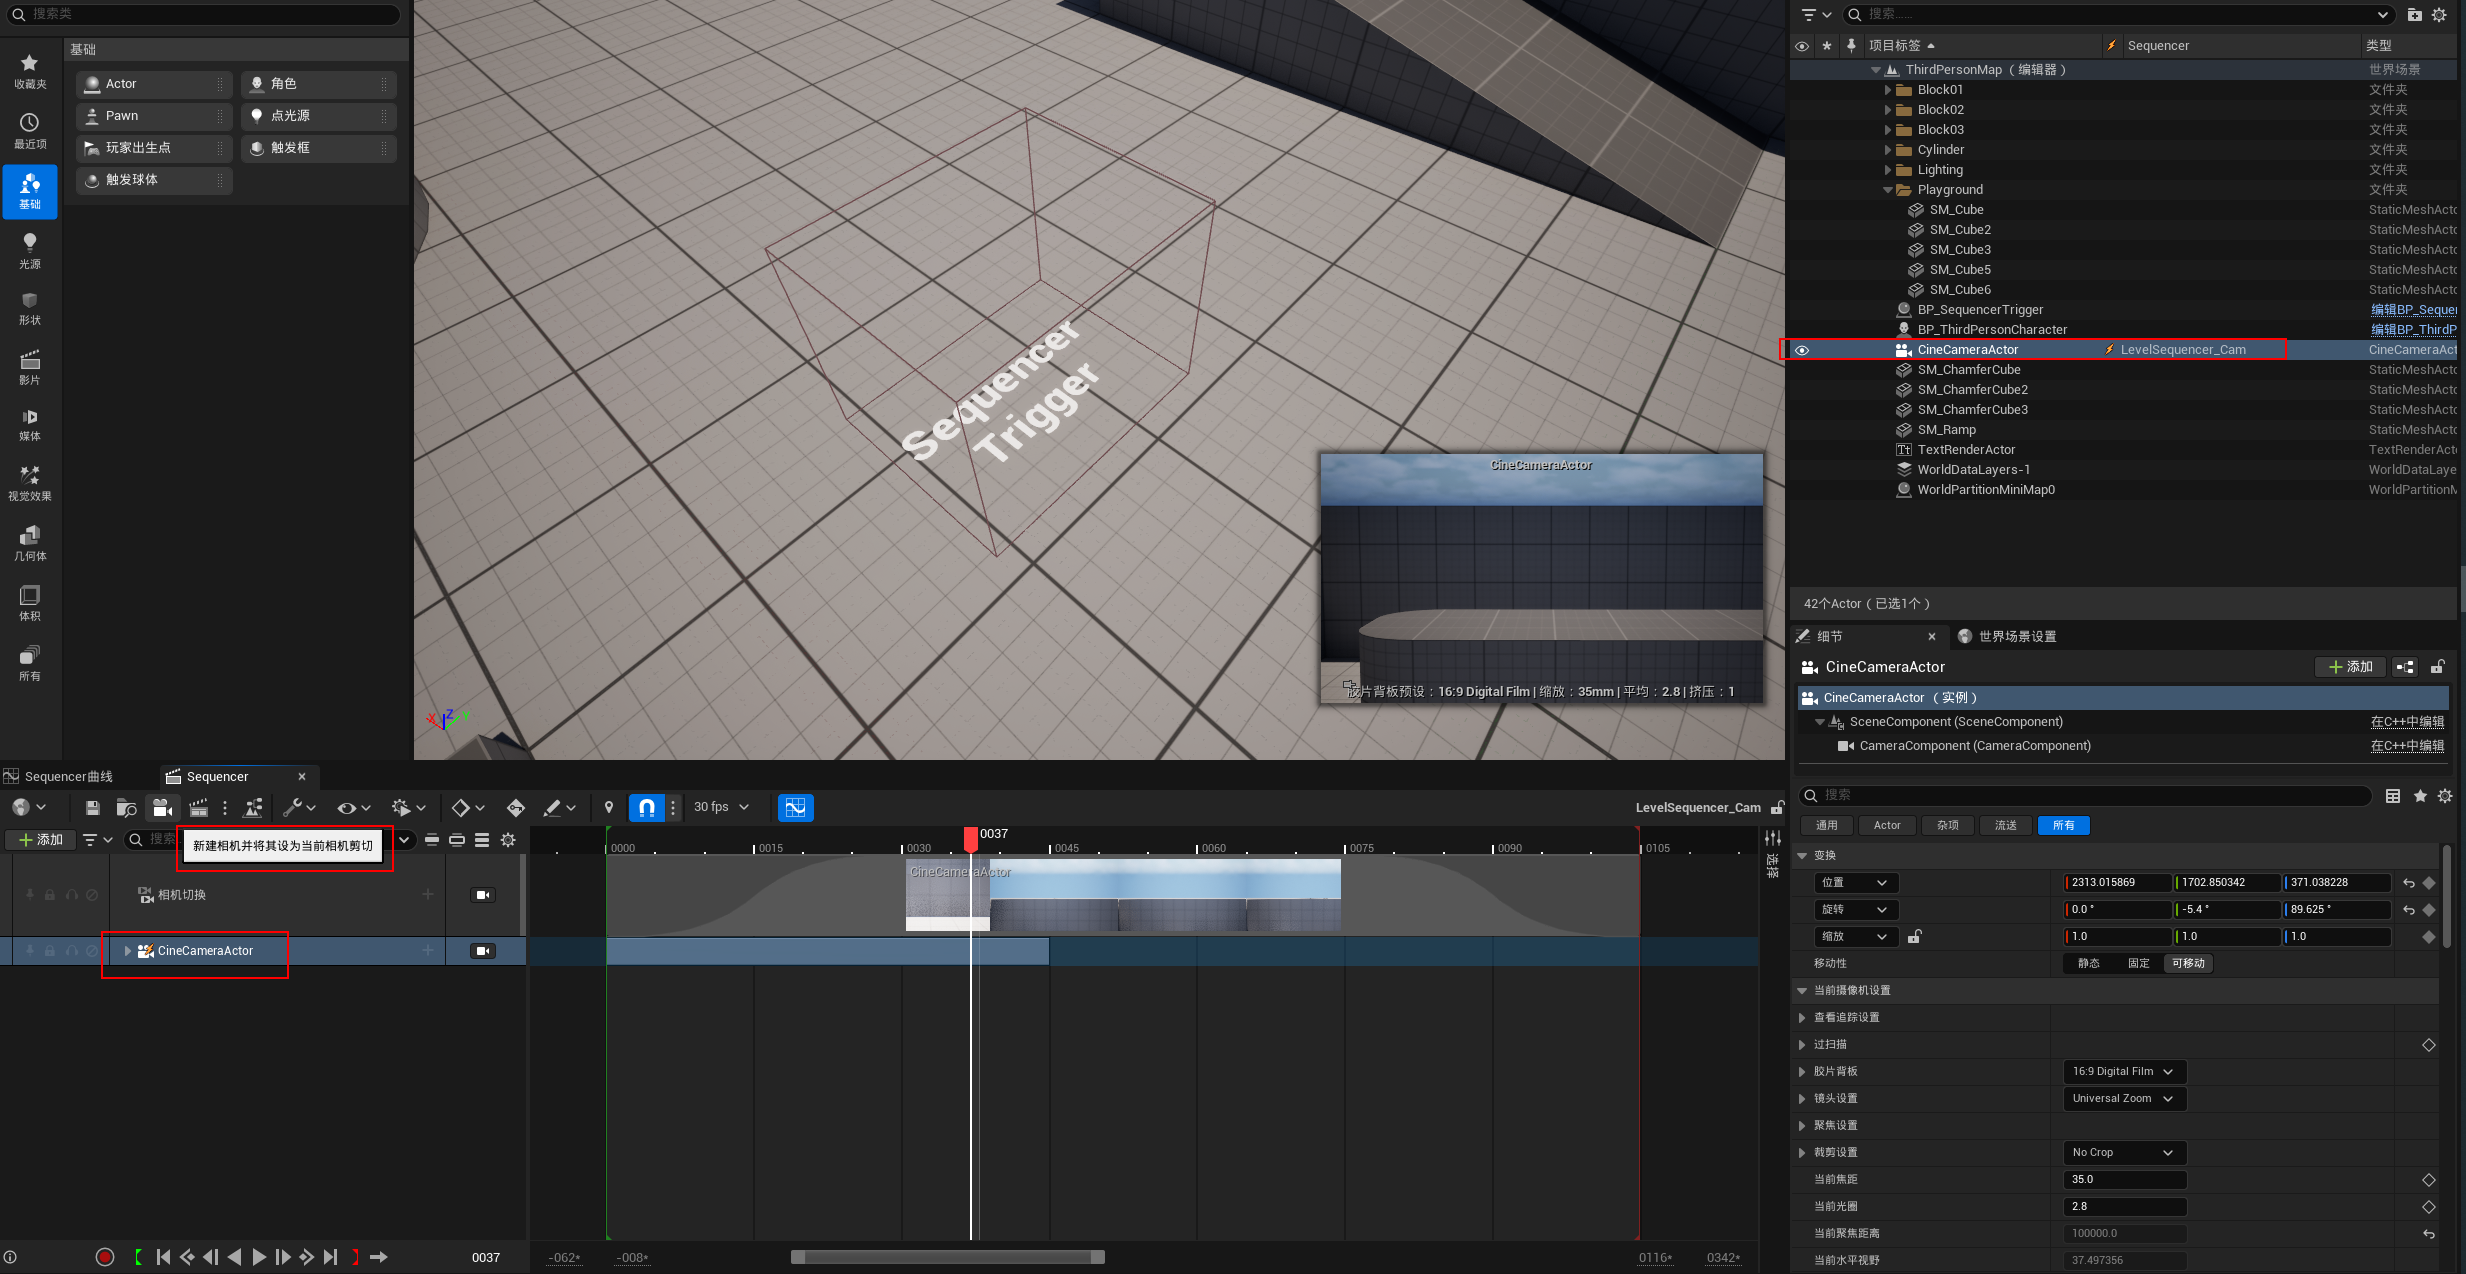 搜索类
收藏夹
最近项
基础
光源
形状
影片
媒体
视觉效果
几何体
体积
所有
基础
Actor
角色
Pawn
点光源
玩家出生点
触发框
触发球体
Sequencer
Trigger
X Z Y
CineCameraActor
胶片背板预设：16:9 Digital Film | 缩放：35mm | 平均：2.8 | 挤压：1
搜索......
项目标签 Sequencer 类型
ThirdPersonMap（编辑器） 世界场景
Block01 文件夹
Block02 文件夹
Block03 文件夹
Cylinder 文件夹
Lighting 文件夹
Playground 文件夹
SM_Cube StaticMeshActo
SM_Cube2 StaticMeshActo
SM_Cube3 StaticMeshActo
SM_Cube5 StaticMeshActo
SM_Cube6 StaticMeshActo
BP_SequencerTrigger 编辑BP_Sequen
BP_ThirdPersonCharacter 编辑BP_ThirdP
CineCameraActor LevelSequencer_Cam CineCameraAct
SM_ChamferCube StaticMeshActo
SM_ChamferCube2 StaticMeshActo
SM_ChamferCube3 StaticMeshActo
SM_Ramp StaticMeshActo
TextRenderActor TextRenderActo
WorldDataLayers-1 WorldDataLaye
WorldPartitionMiniMap0 WorldPartitionM
42个Actor（已选1个）
细节
世界场景设置
CineCameraActor
添加
CineCameraActor （实例）
SceneComponent (SceneComponent) 在C++中编辑
CameraComponent (CameraComponent) 在C++中编辑
搜索
通用 Actor 杂项 流送 所有
变换
位置 2313.015869 1702.850342 371.038228
旋转 0.0 ° -5.4 ° 89.625 °
缩放 1.0 1.0 1.0
移动性 静态 固定 可移动
当前摄像机设置
查看追踪设置
过扫描
胶片背板 16:9 Digital Film
镜头设置 Universal Zoom
聚焦设置
裁剪设置 No Crop
当前焦距 35.0
当前光圈 2.8
当前聚焦距离 100000.0
当前水平视野 37.497356
Sequencer曲线
Sequencer
30 fps
LevelSequencer_Cam
添加
搜索
新建相机并将其设为当前相机剪切
0037
0000 0015 0030 0045 0060 0075 0090 0105
选择
相机切换
CineCameraActor
CineCameraActor
0037
-062*
-008*
0116*
0342*